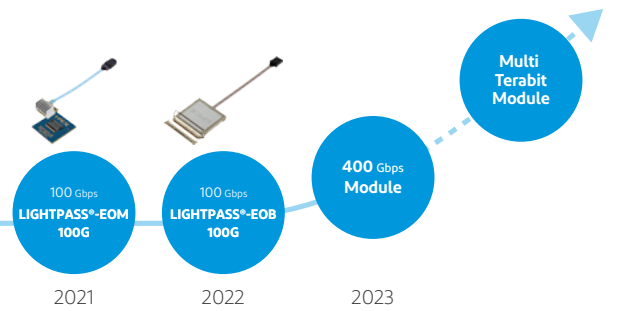 100 Gbps
LIGHTPASS®-EOM
100G
100 Gbps
LIGHTPASS®-EOB
100G
400 Gbps
Module
Multi
Terabit
Module
2021
2022
2023